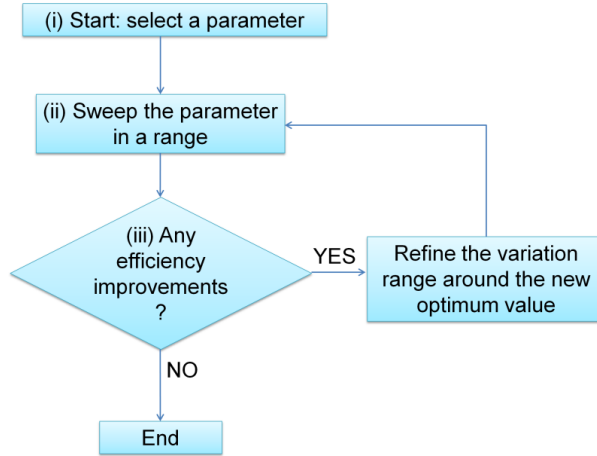 (i) Start: select a parameter
(ii) Sweep the parameter
in a range
(iii) Any
efficiency
improvements
?
YES
Refine the variation
range around the new
optimum value
NO
End